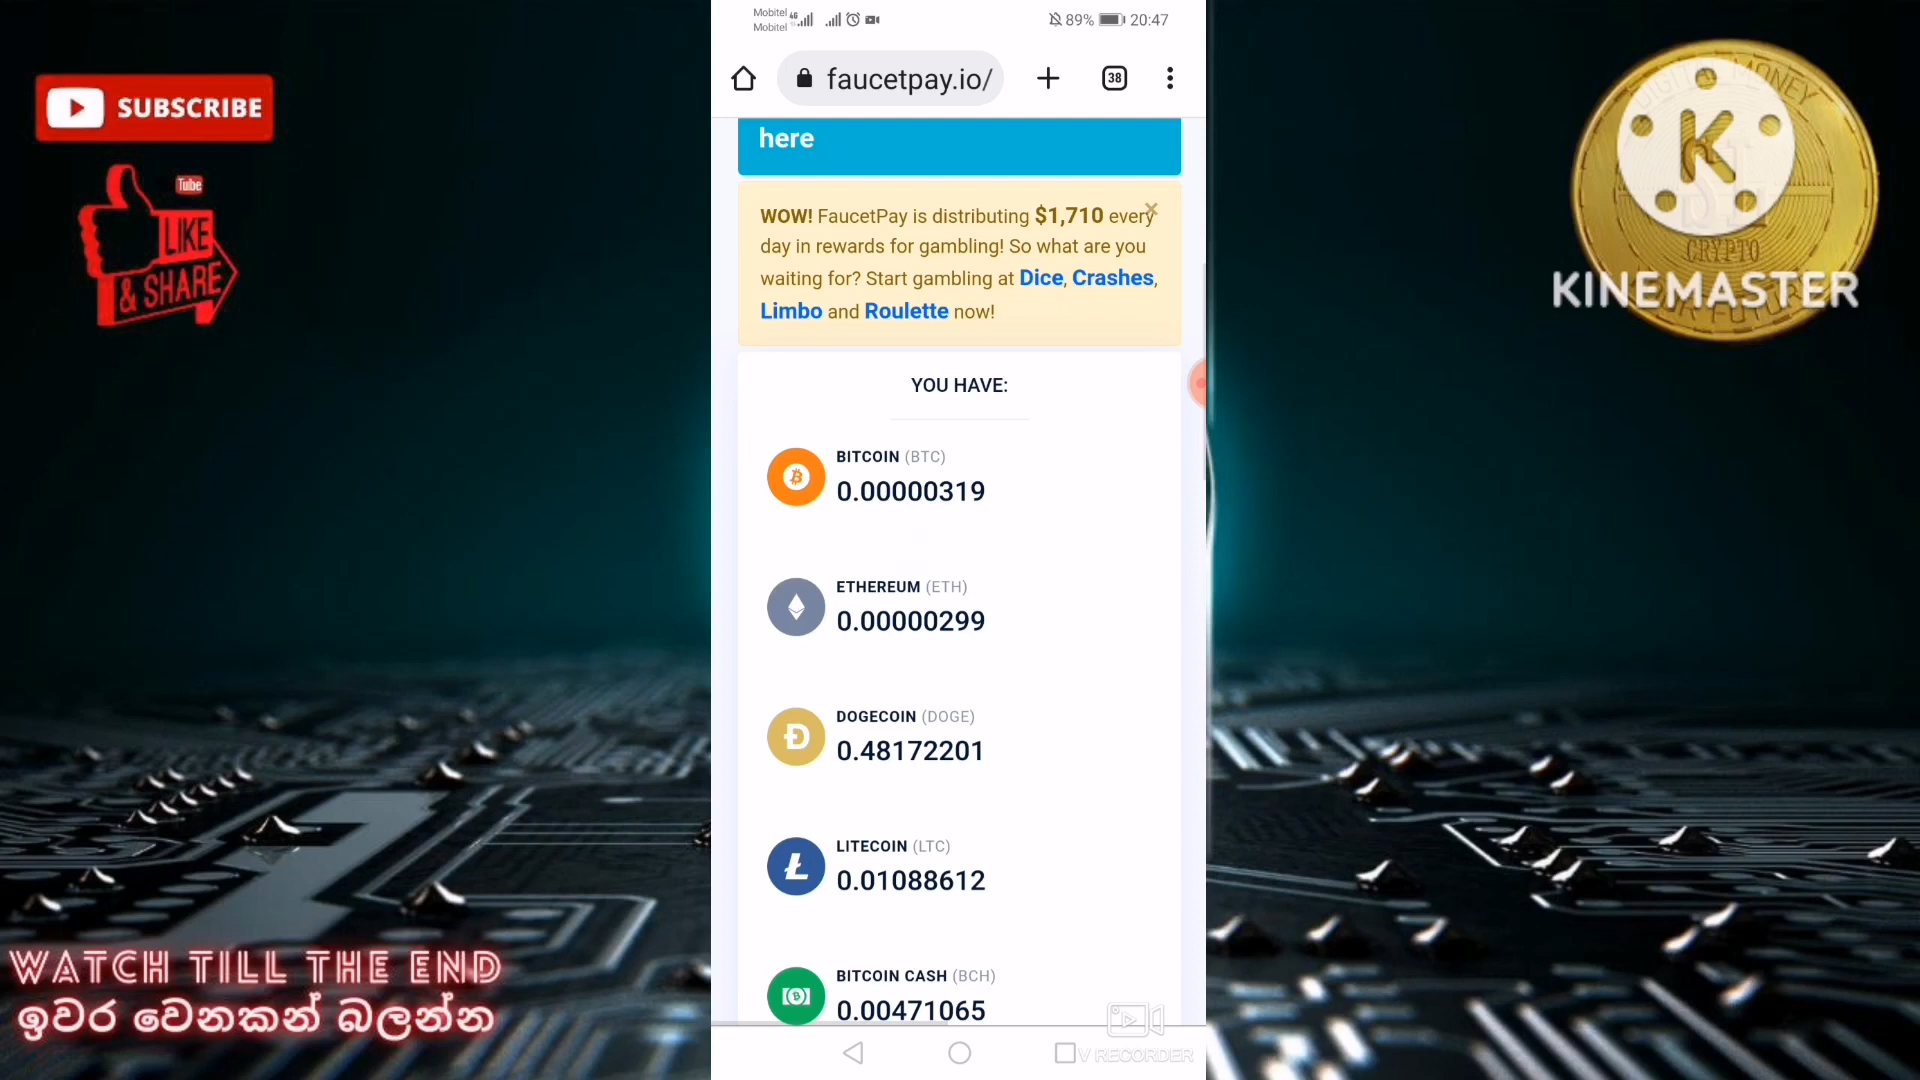 Mobitel 4G
Mobitel
89% 20:47
SUBSCRIBE
faucetpay.io/
38
Tube
LIKE
& SHARE
here
WOW! FaucetPay is distributing $1,710 every
day in rewards for gambling! So what are you
waiting for? Start gambling at Dice, Crashes,
Limbo and Roulette now!
×
DIGITAL MONEY
K
CRYPTO
KINEMASTER
YOU HAVE:
BITCOIN (BTC)
0.00000319
ETHEREUM (ETH)
0.00000299
DOGECOIN (DOGE)
0.48172201
LITECOIN (LTC)
0.01088612
BITCOIN CASH (BCH)
0.00471065
WATCH TILL THE END
ඉවර වෙනකන් බලන්න
V RECORDER